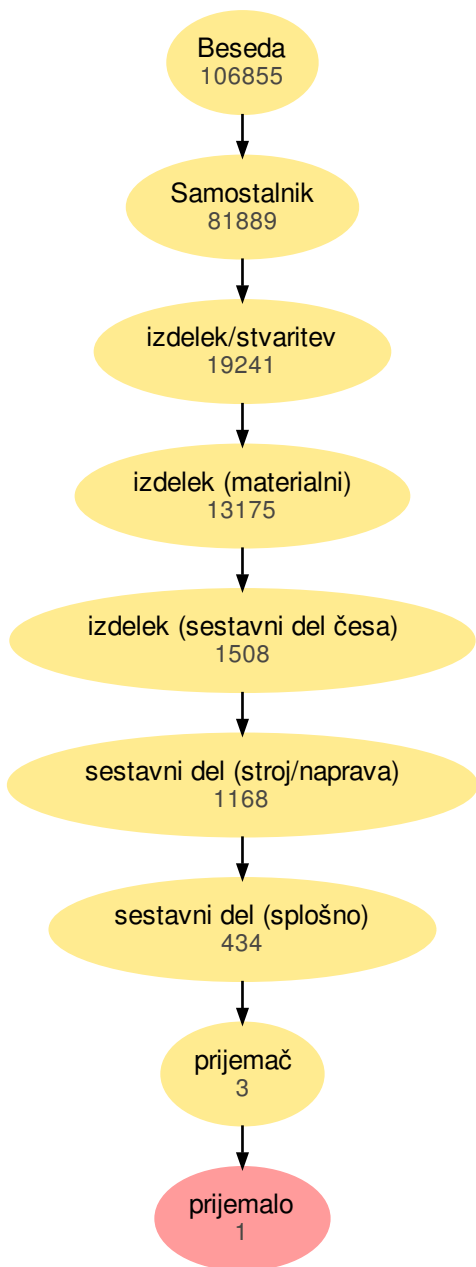 Beseda
106855
Samostalnik
81889
izdelek/stvaritev
19241
izdelek (materialni)
13175
izdelek (sestavni del česa)
1508
sestavni del (stroj/naprava)
1168
sestavni del (splošno)
434
prijemač
3
prijemalo
1